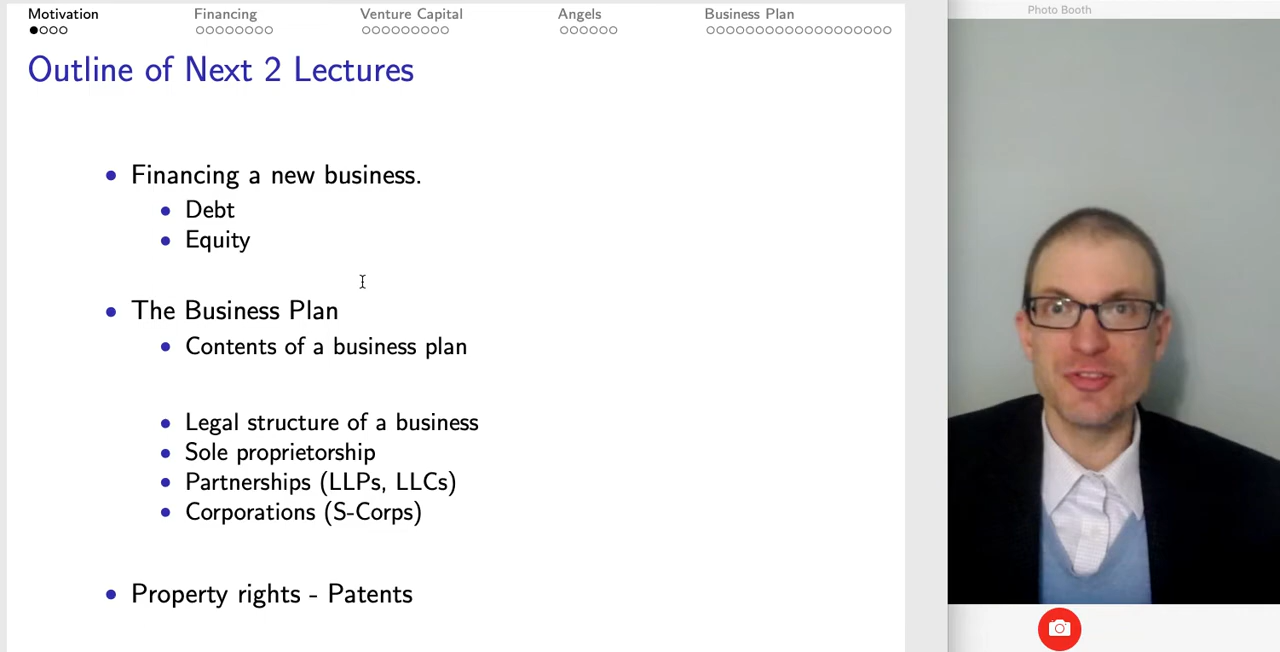 Motivation Financing Venture Capital Angels Business Plan
Photo Booth
Outline of Next 2 Lectures
Financing a new business.
Debt
Equity
The Business Plan
Contents of a business plan
Legal structure of a business
Sole proprietorship
Partnerships (LLPs, LLCs)
Corporations (S-Corps)
Property rights - Patents